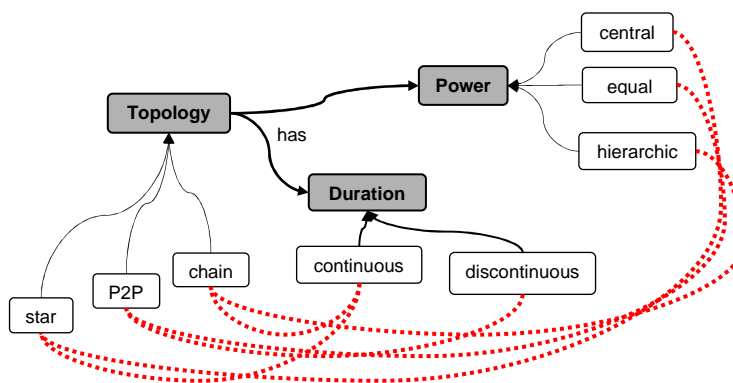 central
Power
equal
Topology
has
hierarchic
Duration
chain
continuous
discontinuous
P2P
star